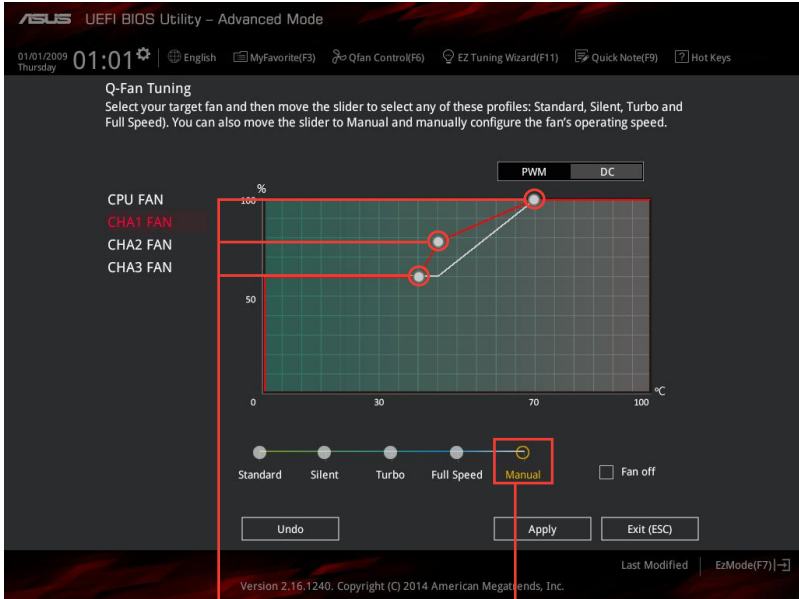 ASUS UEFI BIOS Utility – Advanced Mode
01/01/2009 Thursday 01:01 English MyFavorite(F3) Qfan Control(F6) EZ Tuning Wizard(F11) Quick Note(F9) ? Hot Keys
Q-Fan Tuning
Select your target fan and then move the slider to select any of these profiles: Standard, Silent, Turbo and
Full Speed). You can also move the slider to Manual and manually configure the fan's operating speed.
PWM DC
CPU FAN
CHA1 FAN
CHA2 FAN
CHA3 FAN
%
100
50
0 30 70 100
ºC
Standard Silent Turbo Full Speed Manual
Fan off
Undo Apply Exit (ESC)
Last Modified EzMode(F7)
Version 2.16.1240. Copyright (C) 2014 American Megatrends, Inc.